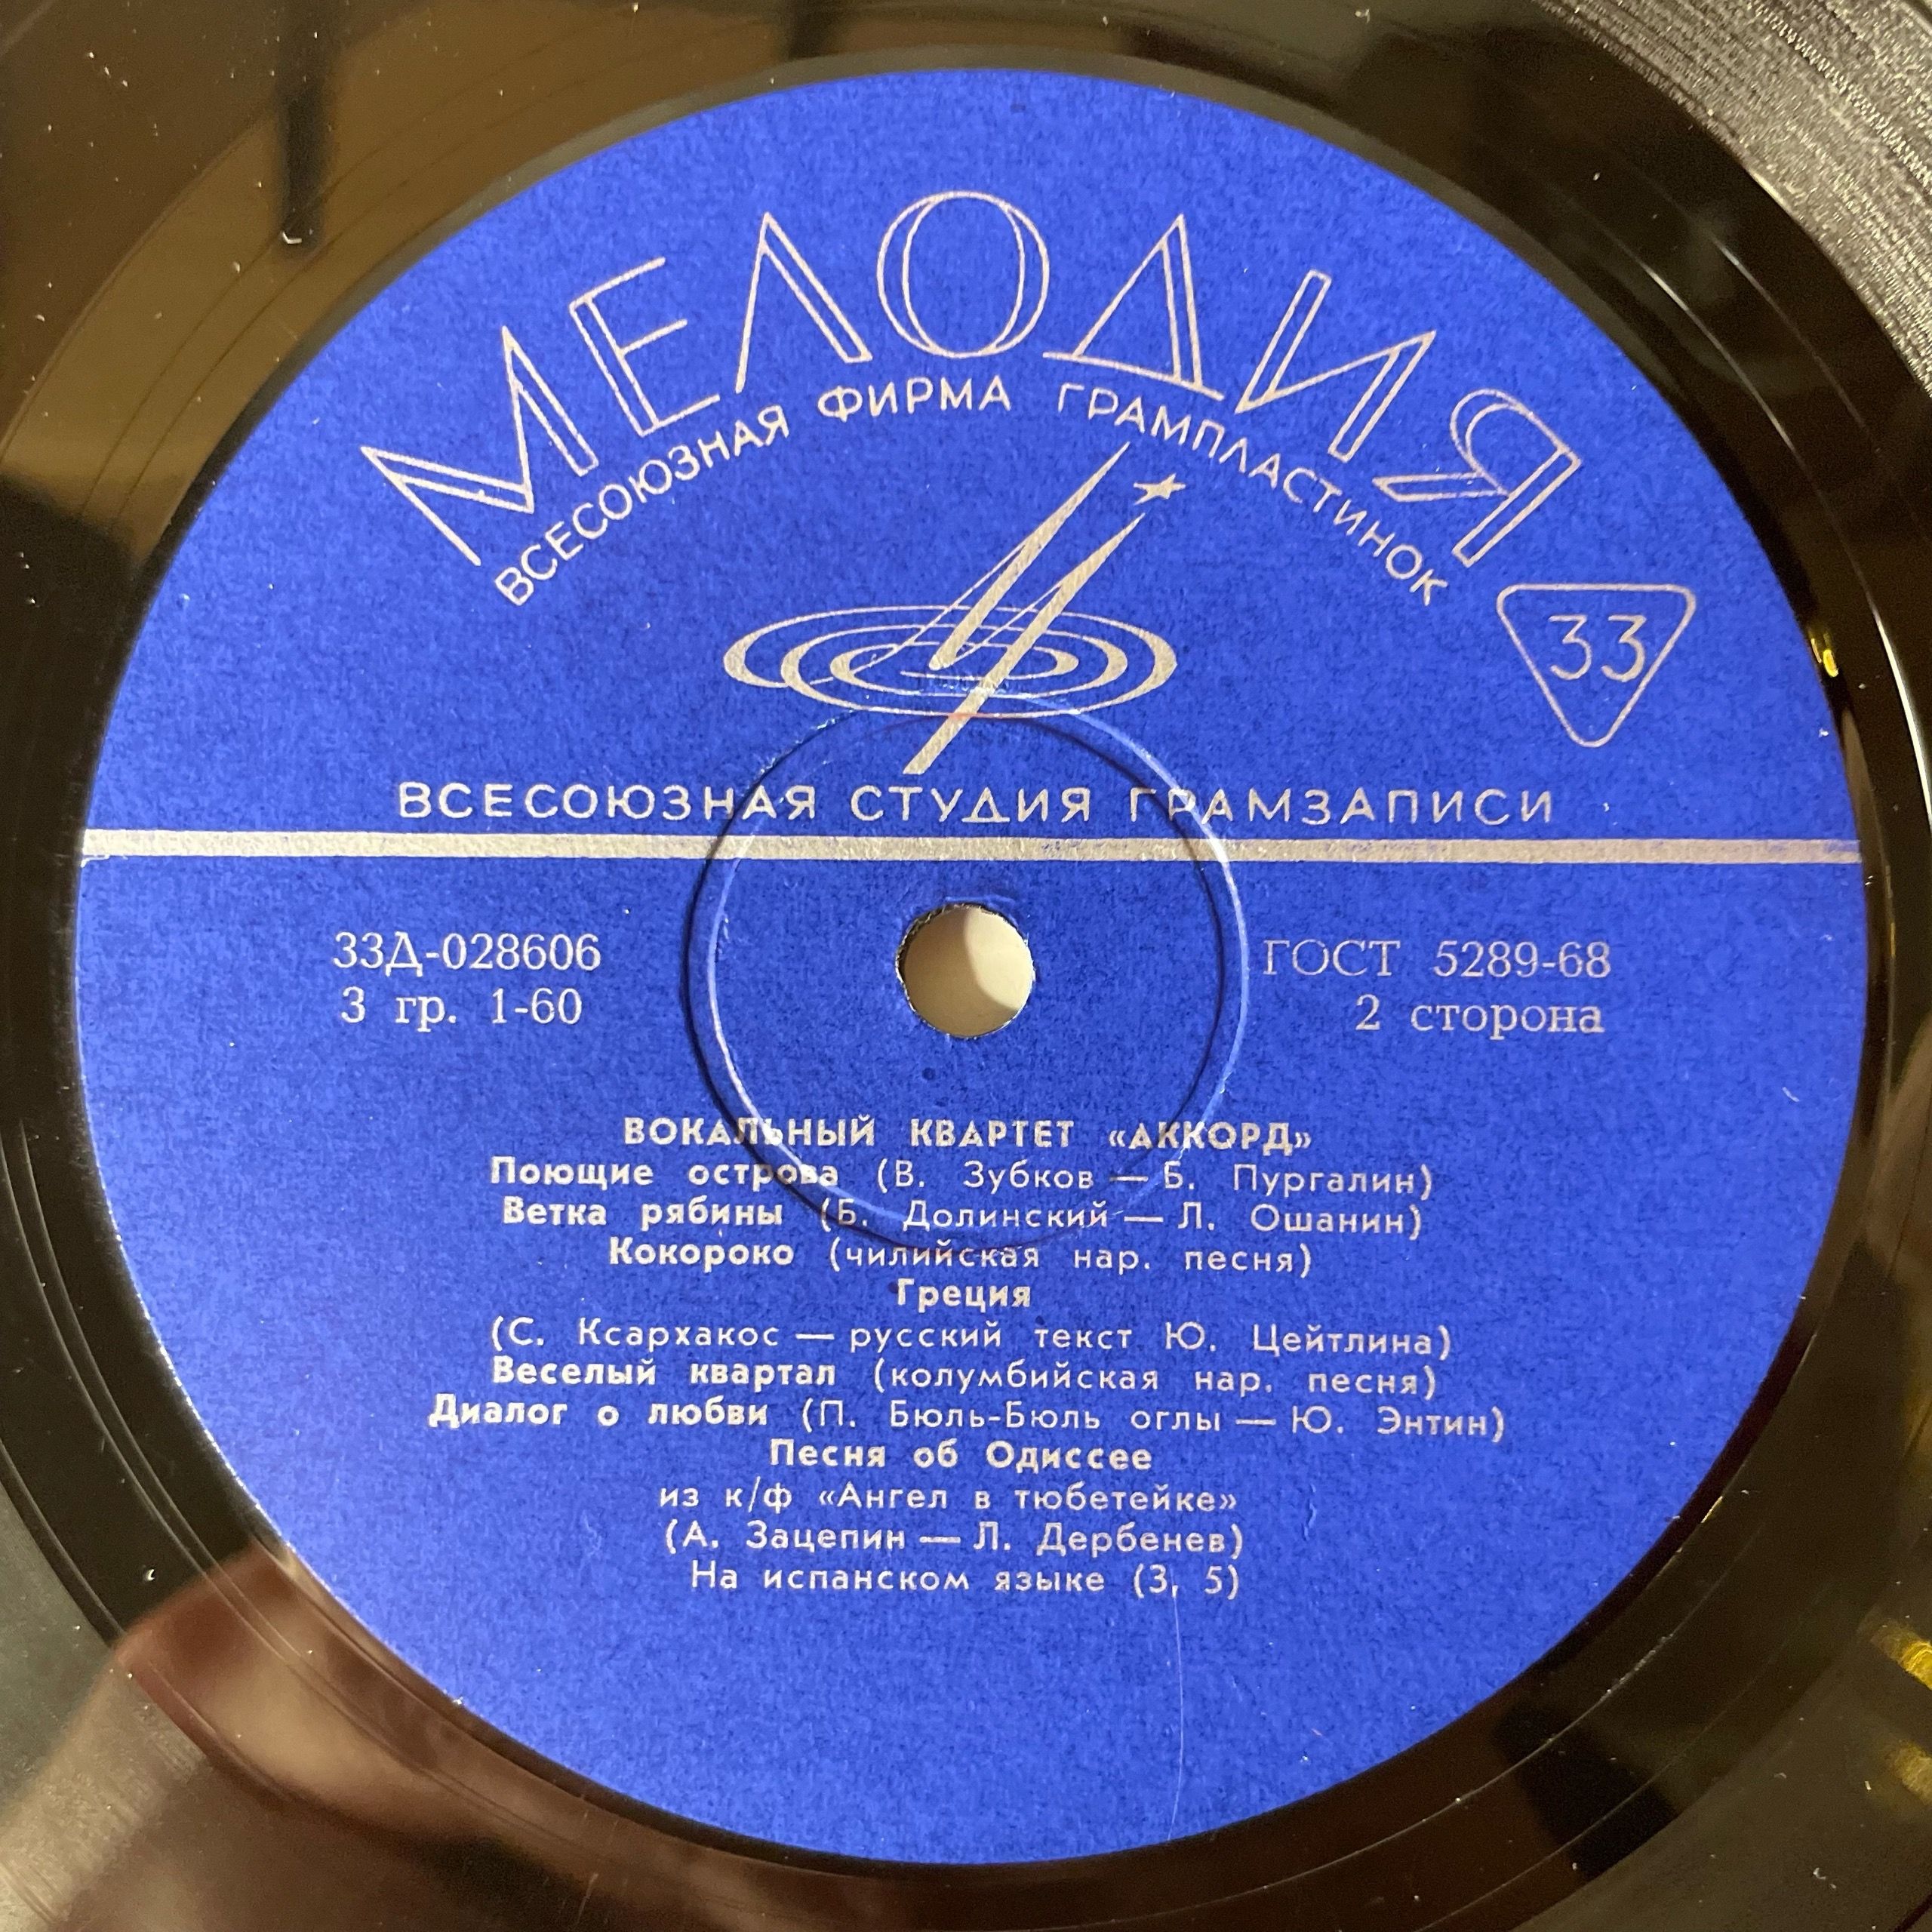 МЕЛОДИЯ
ВСЕСОЮЗНАЯ ФИРМА ГРАМПЛАСТИНОК
33
ВСЕСОЮЗНАЯ СТУДИЯ ГРАМЗАПИСИ
33Д-028606
ГОСТ 5289-68
3 гр. 1-60
2 сторона
ВОКАЛЬНЫЙ КВАРТЕТ «АККОРД»
Поющие острова (В. Зубков — Б. Пургалин)
Ветка рябины (Б. Долинский — Л. Ошанин)
Кокороко (чилийская нар. песня)
Греция
(С. Ксархакос — русский текст Ю. Цейтлина)
Веселый квартал (колумбийская нар. песня)
Диалог о любви (П. Бюль-Бюль оглы — Ю. Энтин)
Песня об Одиссее
из к/ф «Ангел в тюбетейке»
(А. Зацепин — Л. Дербенев)
На испанском языке (3, 5)